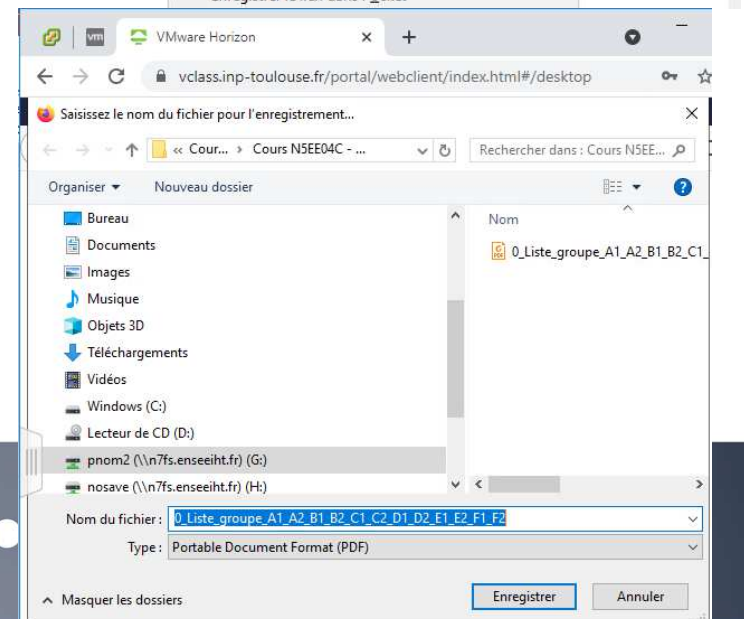 VMware Horizon
vclass.inp-toulouse.fr/portal/webclient/index.html#/desktop
Saisissez le nom du fichier pour l'enregistrement...
« Cour... › Cours N5EE04C - ...
Rechercher dans : Cours N5EE...
Organiser
Nouveau dossier
Bureau
Documents
Images
Musique
Objets 3D
Téléchargements
Vidéos
Windows (C:)
Lecteur de CD (D:)
pnom2 (\\n7fs.enseeiht.fr) (G:)
nosave (\\n7fs.enseeiht.fr) (H:)
Nom
0_Liste_groupe_A1_A2_B1_B2_C1_
Nom du fichier : 0_Liste_groupe_A1_A2_B1_B2_C1_C2_D1_D2_E1_E2_F1_F2
Type : Portable Document Format (PDF)
Masquer les dossiers
Enregistrer
Annuler